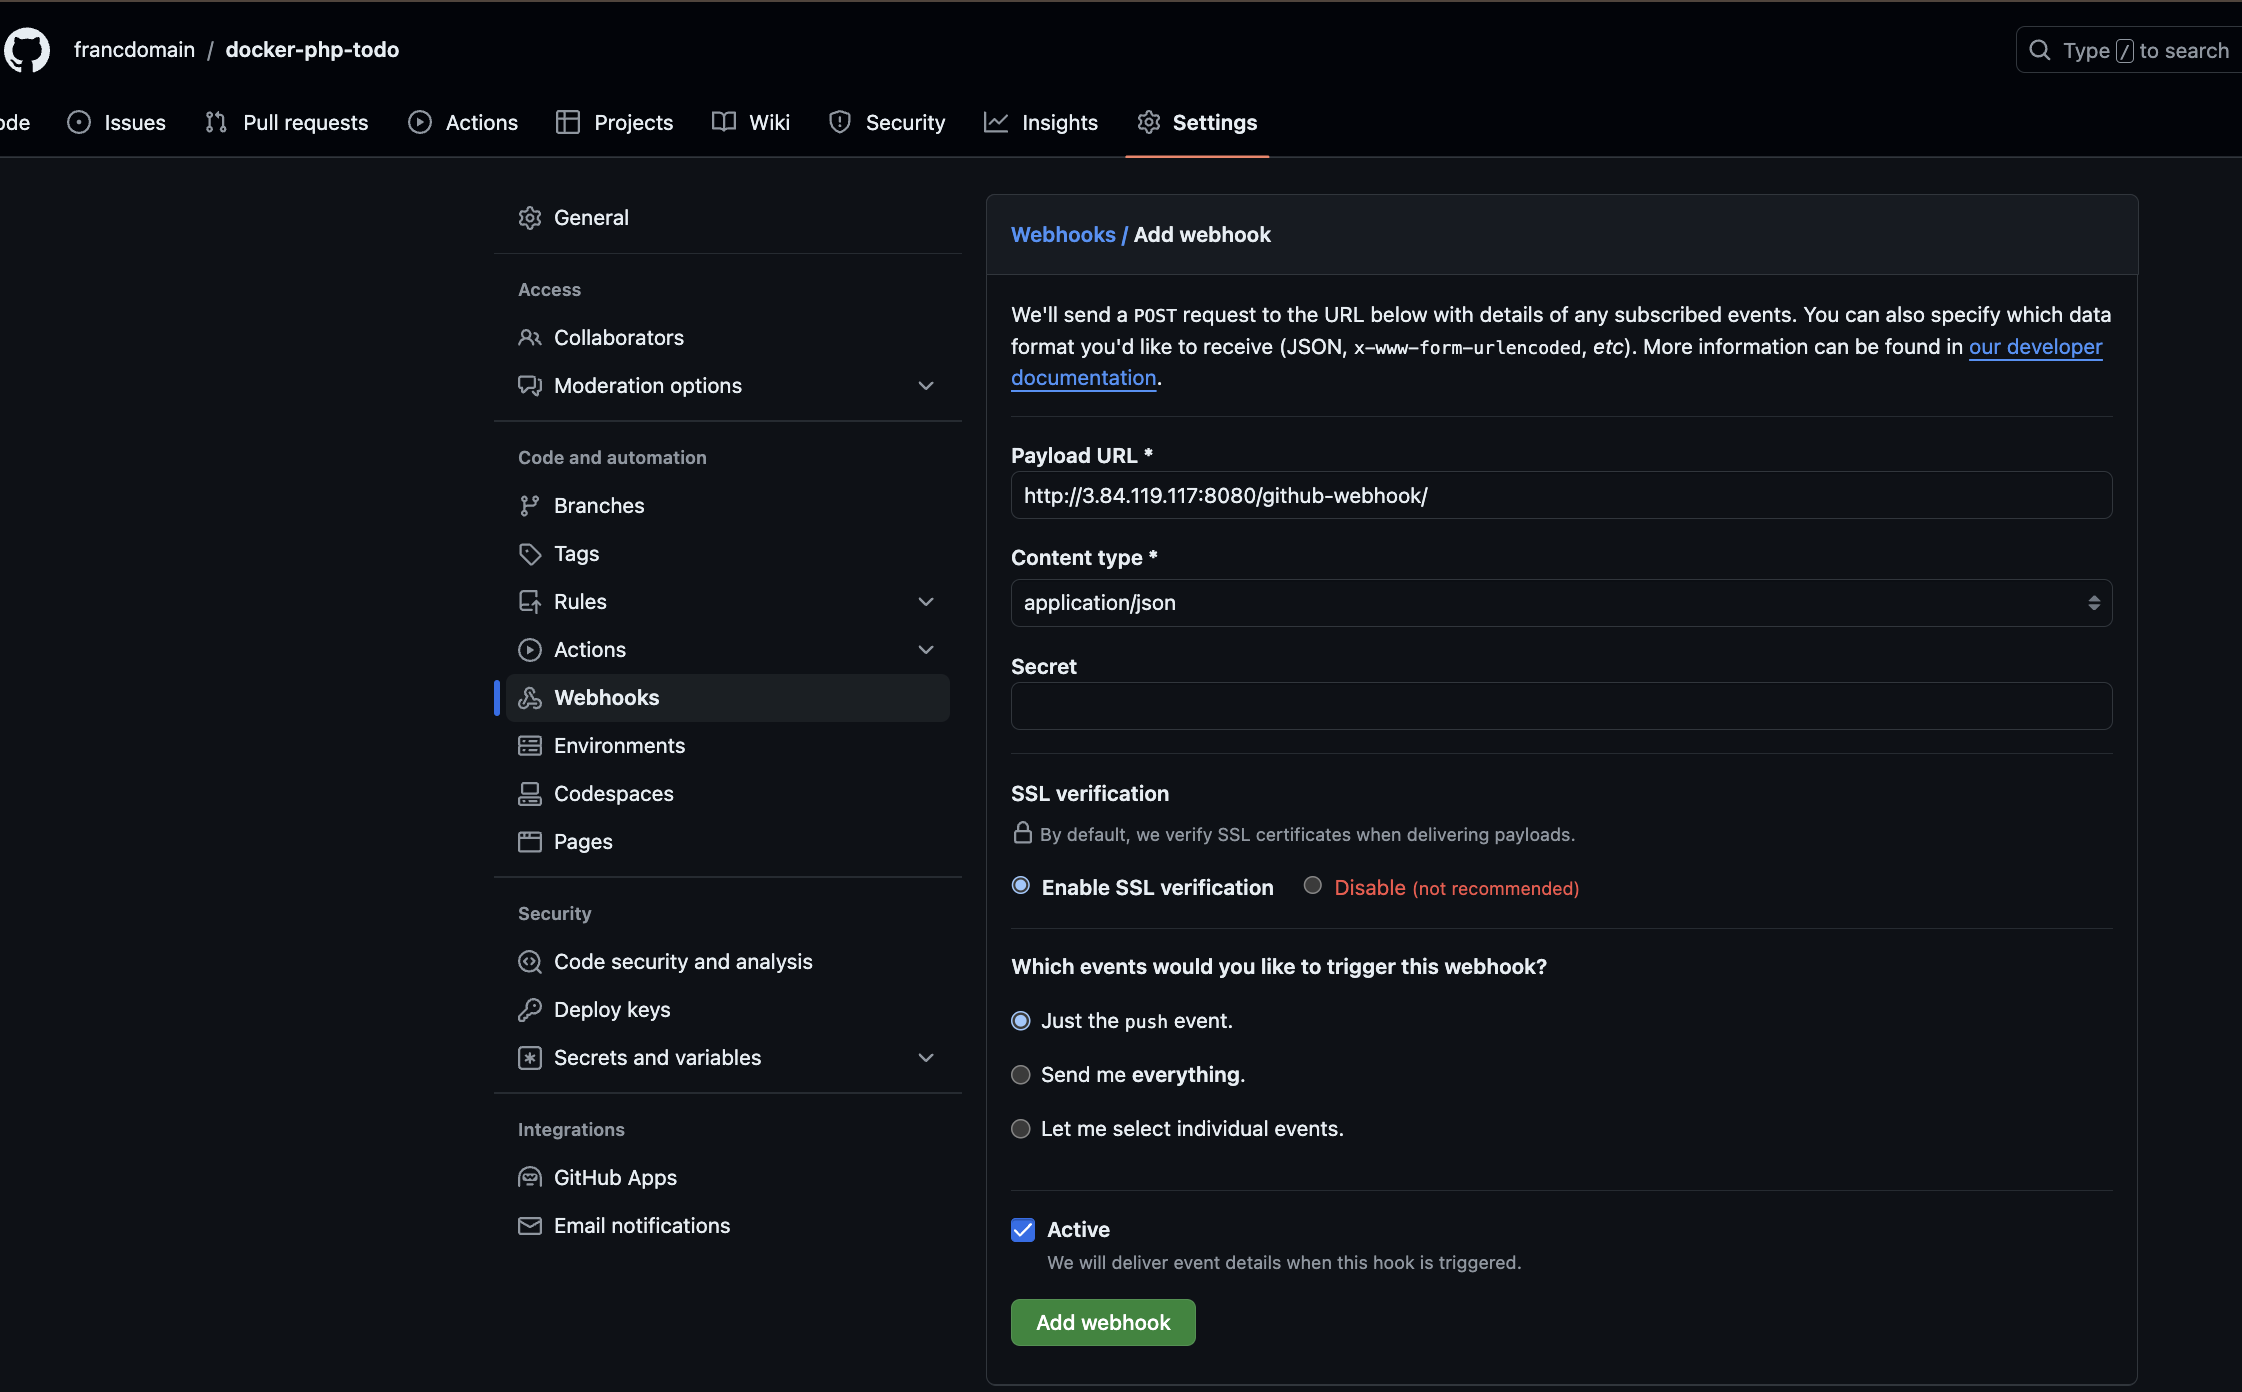 francdomain / docker-php-todo
Type / to search
ode Issues Pull requests Actions Projects Wiki Security Insights Settings
General
Access
Collaborators
Moderation options
Code and automation
Branches
Tags
Rules
Actions
Webhooks
Environments
Codespaces
Pages
Security
Code security and analysis
Deploy keys
Secrets and variables
Integrations
GitHub Apps
Email notifications
Webhooks / Add webhook
We'll send a POST request to the URL below with details of any subscribed events. You can also specify which data
format you'd like to receive (JSON, x-www-form-urlencoded, etc). More information can be found in our developer
documentation.
Payload URL *
http://3.84.119.117:8080/github-webhook/
Content type *
application/json
Secret
SSL verification
By default, we verify SSL certificates when delivering payloads.
Enable SSL verification Disable (not recommended)
Which events would you like to trigger this webhook?
Just the push event.
Send me everything.
Let me select individual events.
Active
We will deliver event details when this hook is triggered.
Add webhook